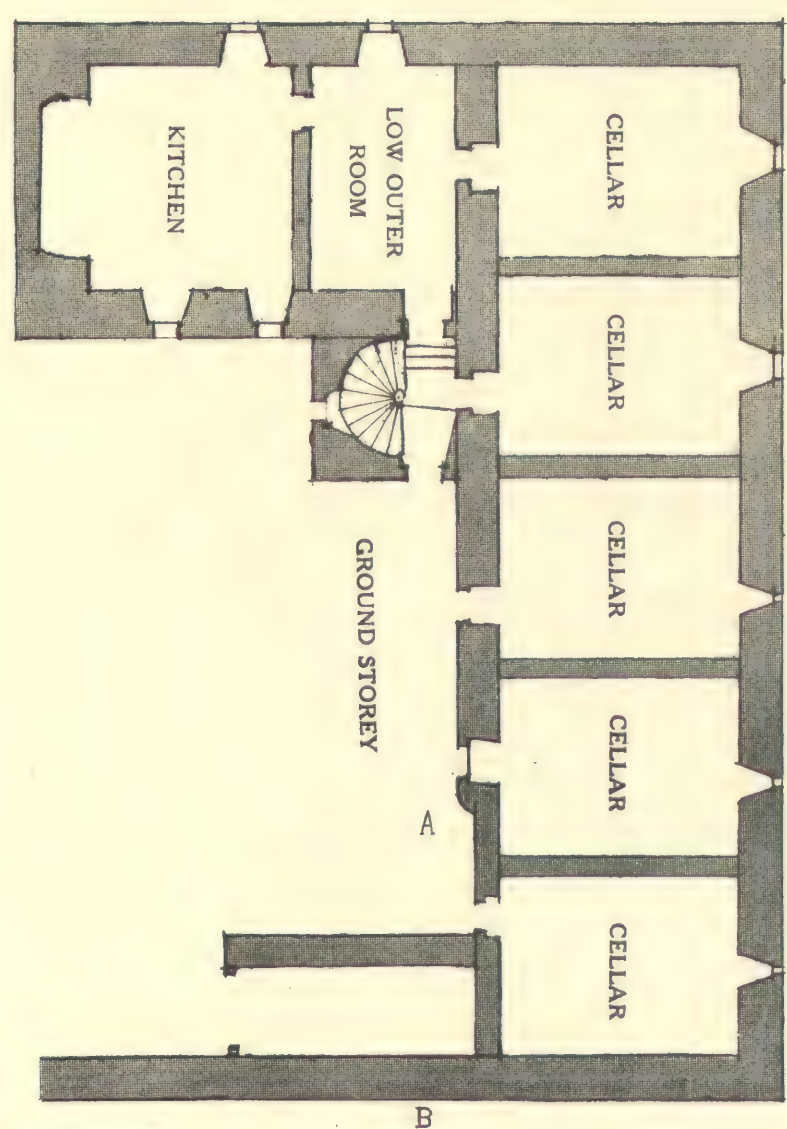 KITCHEN
LOW OUTER
ROOM
CELLAR
CELLAR
CELLAR
CELLAR
CELLAR
GROUND STOREY
A
B